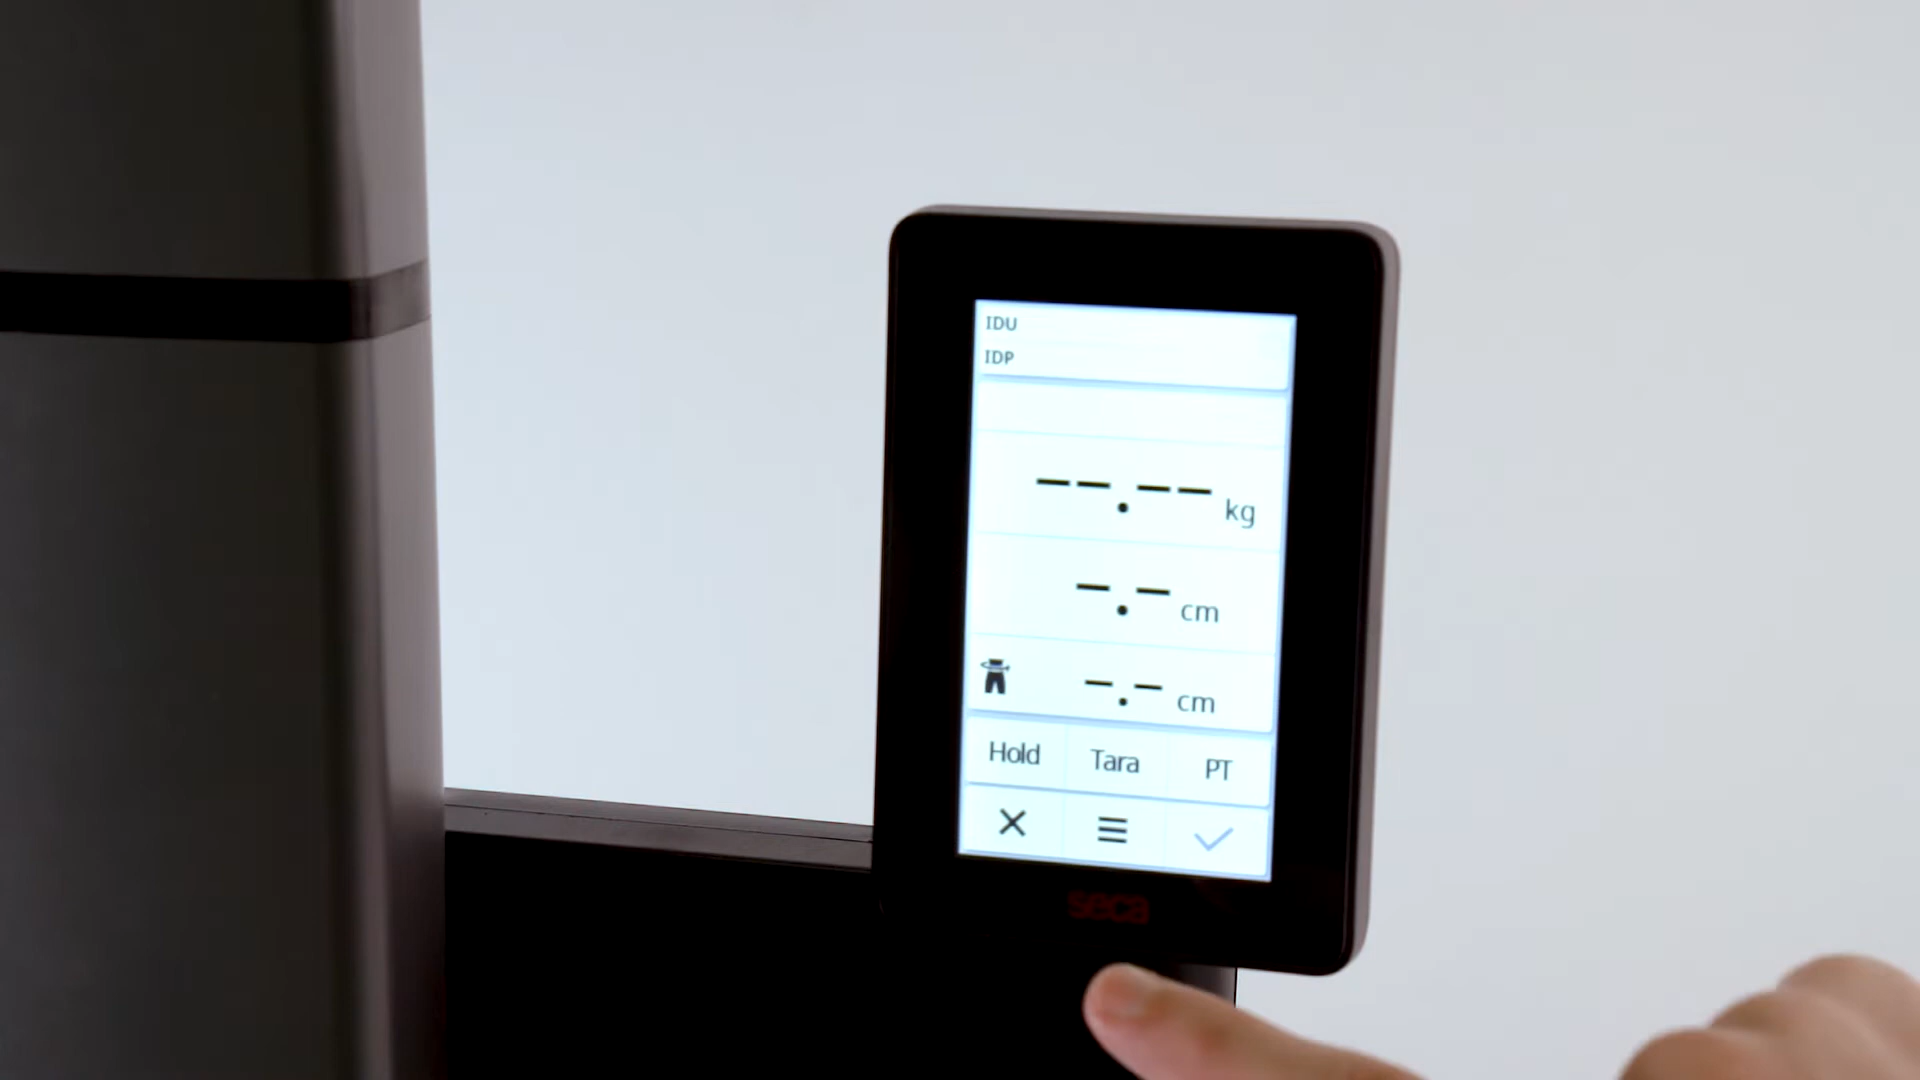 IDU
IDP
--.-- kg
-.- cm
-.- cm
Hold Tara PT
seca